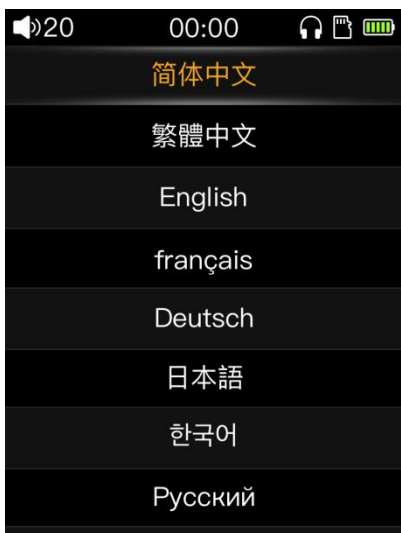 20 00:00
简体中文
繁體中文
English
français
Deutsch
日本語
한국어
Русский